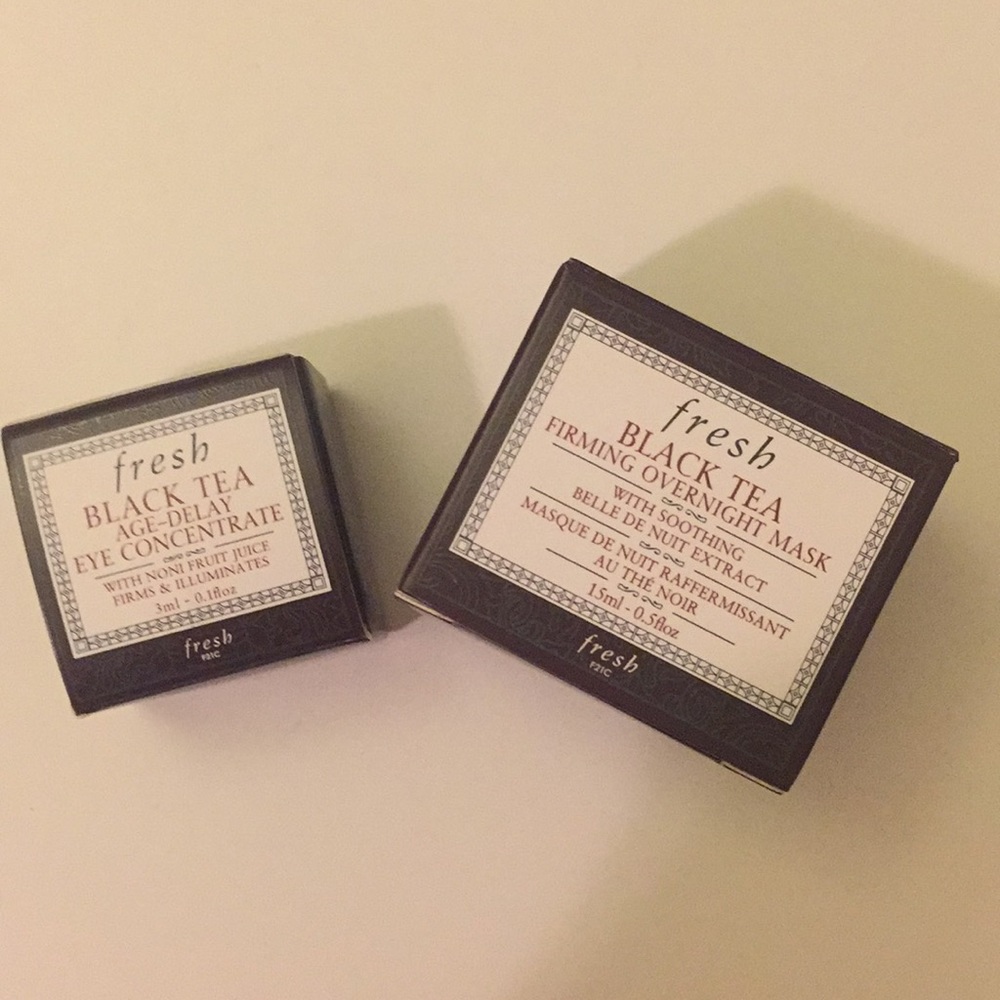 fresh
BLACK TEA
AGE-DELAY
EYE CONCENTRATE
WITH NONI FRUIT JUICE
FIRMS & ILLUMINATES
3ml - 0.1floz
fresh
F21C
fresh
BLACK TEA
FIRMING OVERNIGHT MASK
WITH SOOTHING
BELLE DE NUIT EXTRACT
MASQUE DE NUIT RAFFERMISSANT
AU THÉ NOIR
15ml - 0.5floz
fresh
F21C